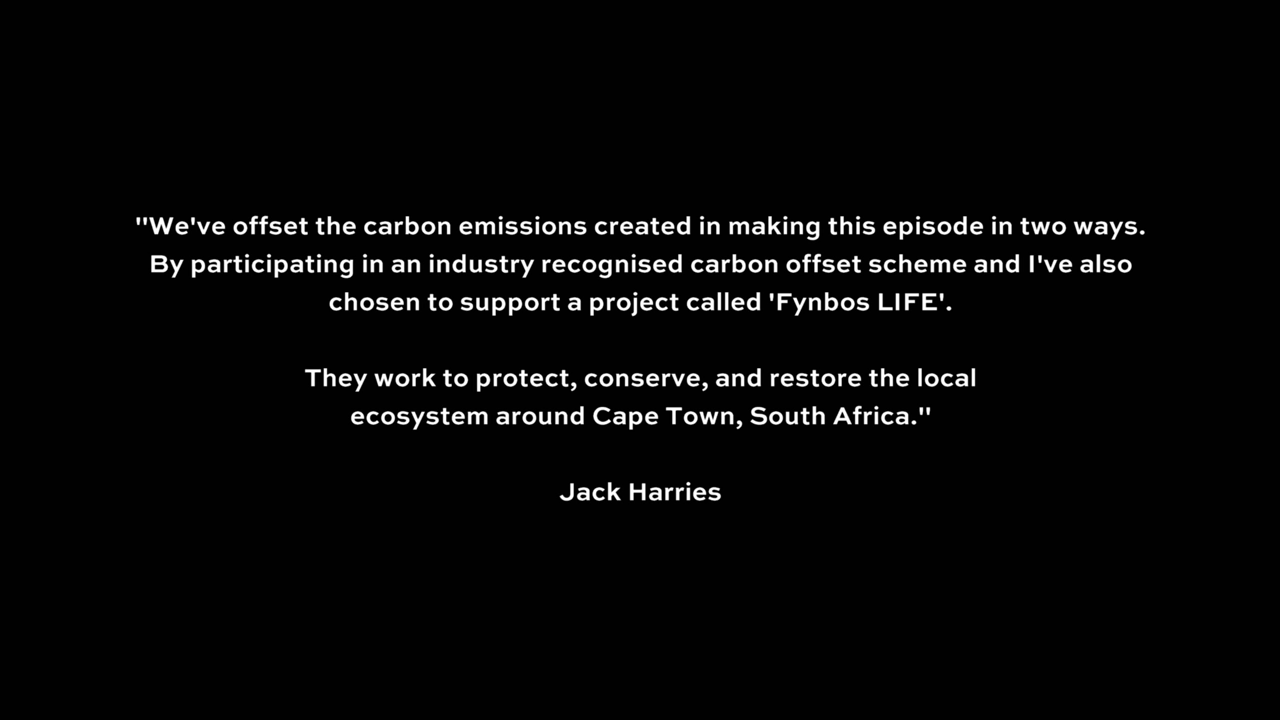 "We've offset the carbon emissions created in making this episode in two ways.
By participating in an industry recognised carbon offset scheme and I've also
chosen to support a project called 'Fynbos LIFE'.
They work to protect, conserve, and restore the local
ecosystem around Cape Town, South Africa."
Jack Harries